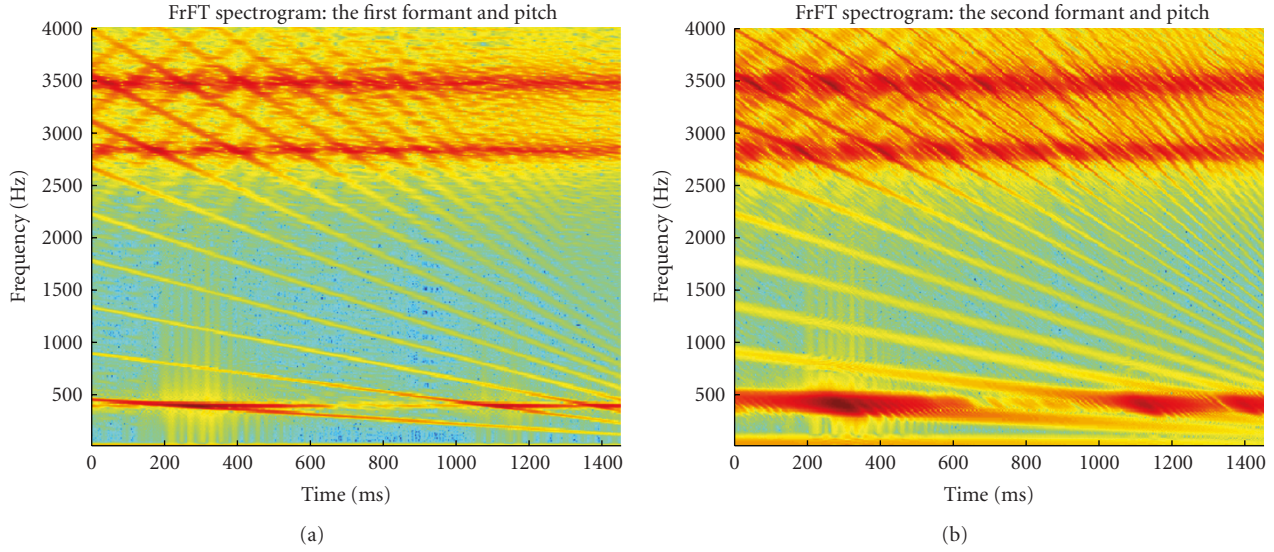 FrFT spectrogram: the first formant and pitch
4000
3500
3000
2500
2000
1500
1000
500
Frequency (Hz)
0 200 400 600 800 1000 1200 1400
Time (ms)
(a)
FrFT spectrogram: the second formant and pitch
4000
3500
3000
2500
2000
1500
1000
500
Frequency (Hz)
0 200 400 600 800 1000 1200 1400
Time (ms)
(b)